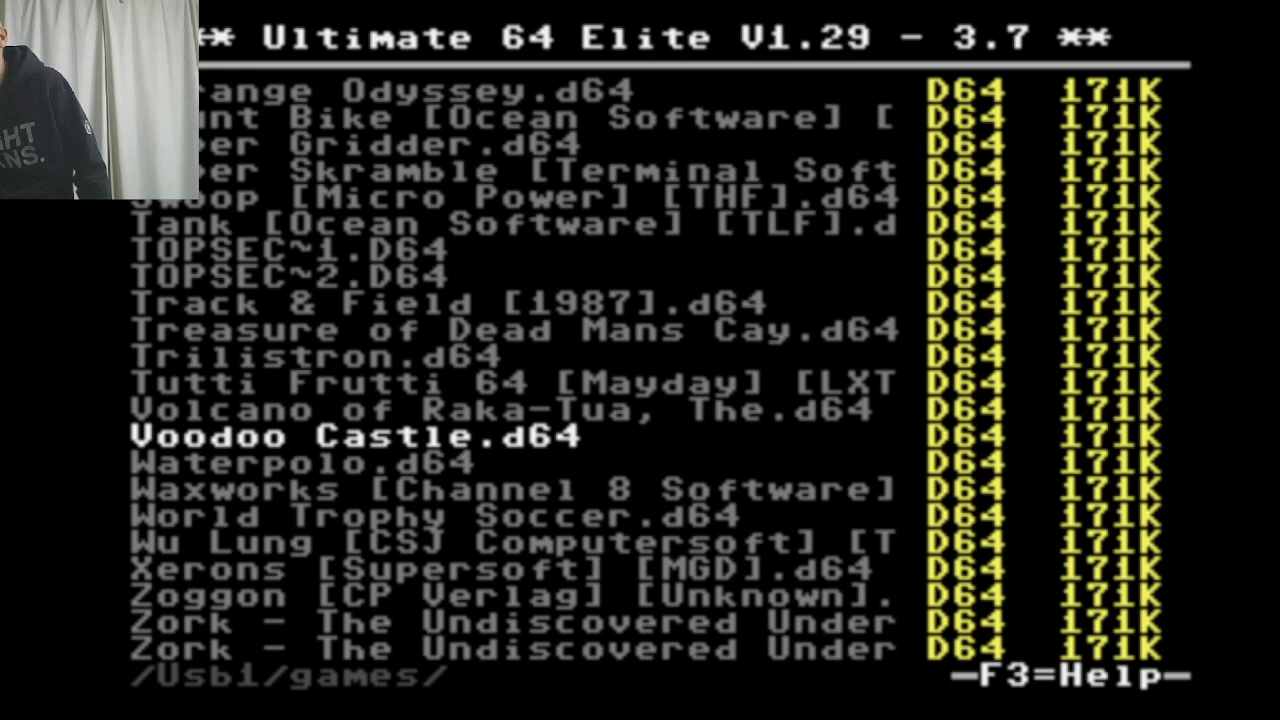 ** Ultimate 64 Elite V1.29 - 3.7 **
range Odyssey.d64 D64 171K
unt Bike [Ocean Software] [ D64 171K
per Gridder.d64 D64 171K
per Skramble [Terminal Soft D64 171K
Swoop [Micro Power] [THF].d64 D64 171K
Tank [Ocean Software] [TLF].d D64 171K
TOPSEC~1.D64 D64 171K
TOPSEC~2.D64 D64 171K
Track & Field [1987].d64 D64 171K
Treasure of Dead Mans Cay.d64 D64 171K
Trilistron.d64 D64 171K
Tutti Frutti 64 [Mayday] [LXT D64 171K
Volcano of Raka-Tua, The.d64 D64 171K
Voodoo Castle.d64 D64 171K
Waterpolo.d64 D64 171K
Waxworks [Channel 8 Software] D64 171K
World Trophy Soccer.d64 D64 171K
Wu Lung [CSJ Computersoft] [T D64 171K
Xerons [Supersoft] [MGD].d64 D64 171K
Zoggon [CP Verlag] [Unknown]. D64 171K
Zork - The Undiscovered Under D64 171K
Zork - The Undiscovered Under D64 171K
/Usb1/games/ —F3=Help—
HT
NS.